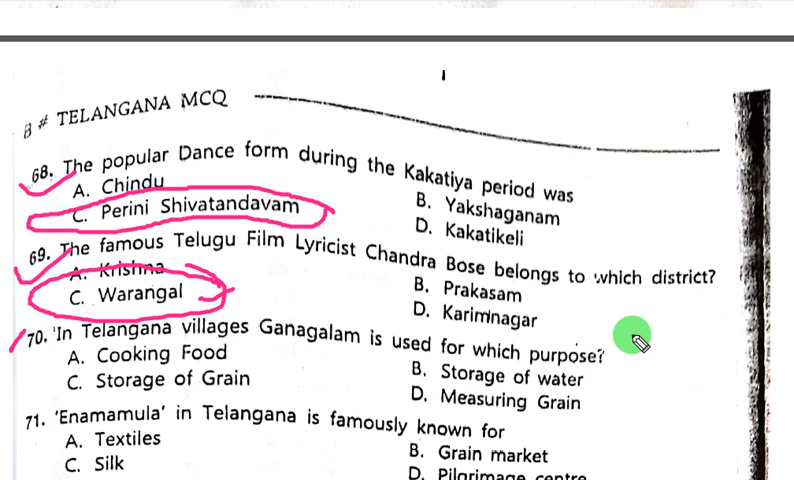 8 # TELANGANA MCQ
68. The popular Dance form during the Kakatiya period was
A. Chindu
B. Yakshaganam
C. Perini Shivatandavam
D. Kakatikeli
69. The famous Telugu Film Lyricist Chandra Bose belongs to which district?
A. Krishna
B. Prakasam
C. Warangal
D. Karimnagar
70. 'In Telangana villages Ganagalam is used for which purpose?
A. Cooking Food
B. Storage of water
C. Storage of Grain
D. Measuring Grain
71. 'Enamamula' in Telangana is famously known for
A. Textiles
B. Grain market
C. Silk
D. Pilgrimage centre